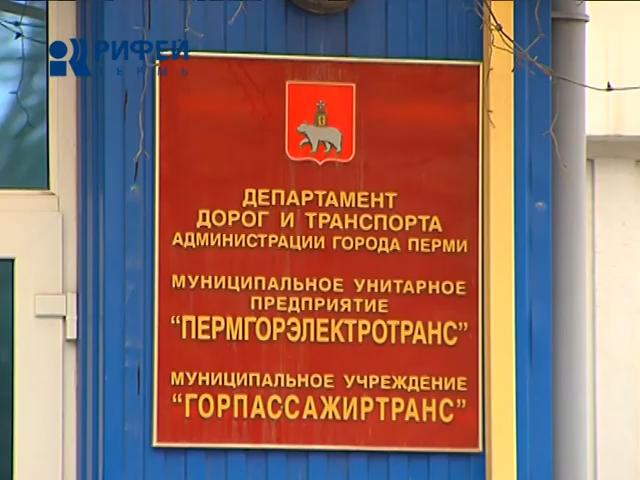 РИФЕЙ
ПЕРМЬ
ДЕПАРТАМЕНТ
ДОРОГ И ТРАНСПОРТА
АДМИНИСТРАЦИИ ГОРОДА ПЕРМИ
МУНИЦИПАЛЬНОЕ УНИТАРНОЕ
ПРЕДПРИЯТИЕ
“ПЕРМГОРЭЛЕКТРОТРАНС”
МУНИЦИПАЛЬНОЕ УЧРЕЖДЕНИЕ
“ГОРПАССАЖИРТРАНС”